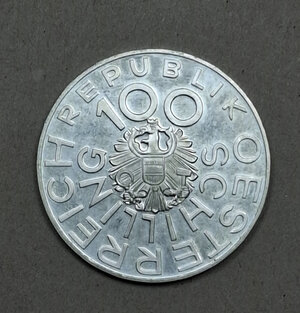 REPUBLIK OESTERREICH
100
SCHILLING